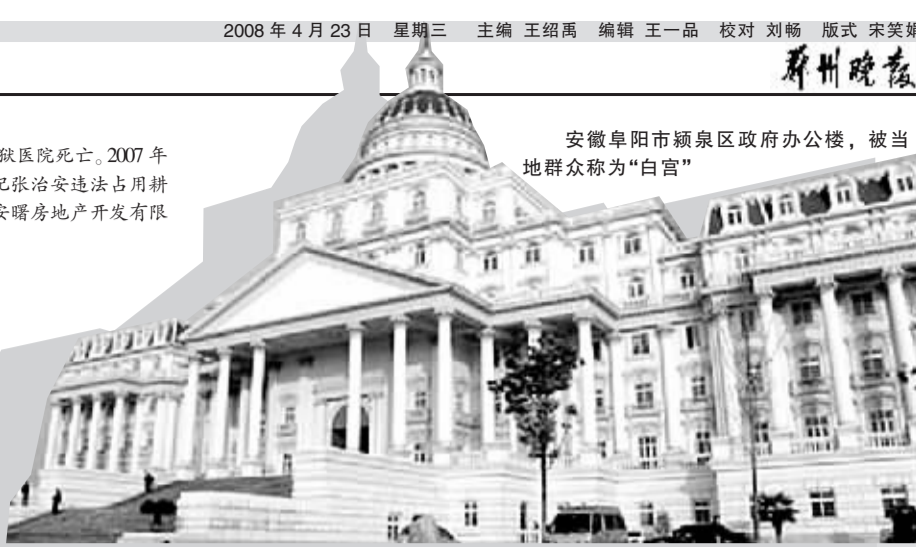 2008 年 4 月 23 日 星期三 主编 王绍禹 编辑 王一品 校对 刘畅 版式 宋笑
郑州晚报
狱医院死亡。2007 年
记张治安违法占用耕
安曙房地产开发有限
安徽阜阳市颍泉区政府办公楼，被当
地群众称为“白宫”